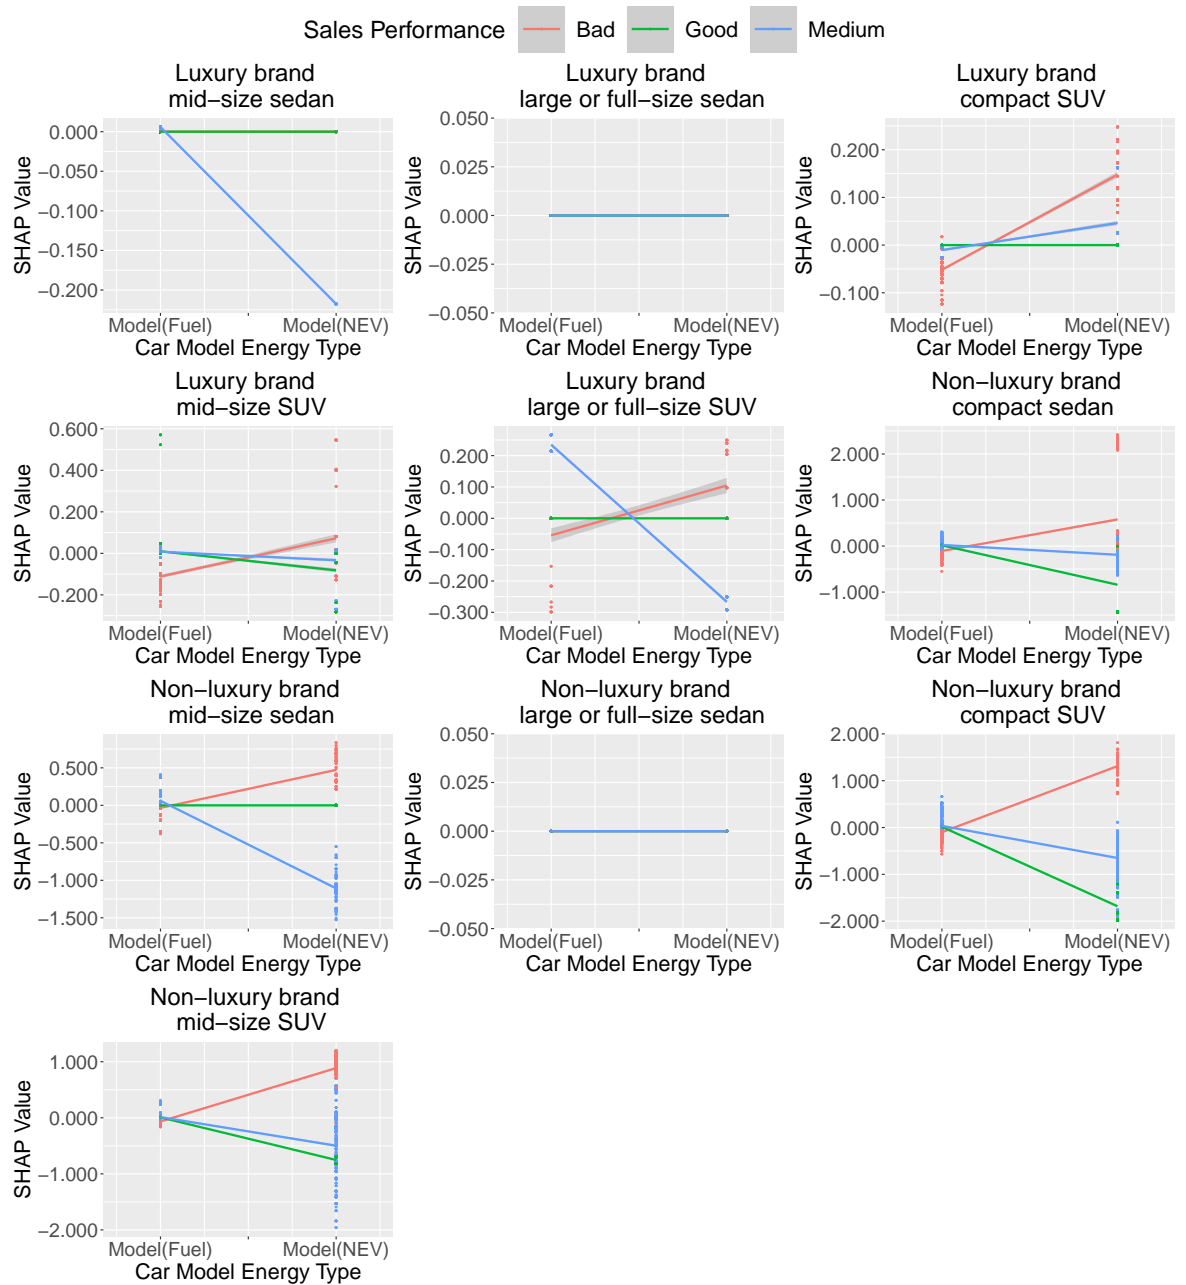 Sales Performance Bad Good Medium
Luxury brand
mid−size sedan
SHAP Value
0.000
−0.050
−0.100
−0.150
−0.200
Model(Fuel) Model(NEV)
Car Model Energy Type
Luxury brand
large or full−size sedan
SHAP Value
0.050
0.025
0.000
−0.025
−0.050
Model(Fuel) Model(NEV)
Car Model Energy Type
Luxury brand
compact SUV
SHAP Value
0.200
0.100
0.000
−0.100
Model(Fuel) Model(NEV)
Car Model Energy Type
Luxury brand
mid−size SUV
SHAP Value
0.600
0.400
0.200
0.000
−0.200
Model(Fuel) Model(NEV)
Car Model Energy Type
Luxury brand
large or full−size SUV
SHAP Value
0.200
0.100
0.000
−0.100
−0.200
−0.300
Model(Fuel) Model(NEV)
Car Model Energy Type
Non−luxury brand
compact sedan
SHAP Value
2.000
1.000
0.000
−1.000
Model(Fuel) Model(NEV)
Car Model Energy Type
Non−luxury brand
mid−size sedan
SHAP Value
0.500
0.000
−0.500
−1.000
−1.500
Model(Fuel) Model(NEV)
Car Model Energy Type
Non−luxury brand
large or full−size sedan
SHAP Value
0.050
0.025
0.000
−0.025
−0.050
Model(Fuel) Model(NEV)
Car Model Energy Type
Non−luxury brand
compact SUV
SHAP Value
2.000
1.000
0.000
−1.000
−2.000
Model(Fuel) Model(NEV)
Car Model Energy Type
Non−luxury brand
mid−size SUV
SHAP Value
1.000
0.000
−1.000
−2.000
Model(Fuel) Model(NEV)
Car Model Energy Type